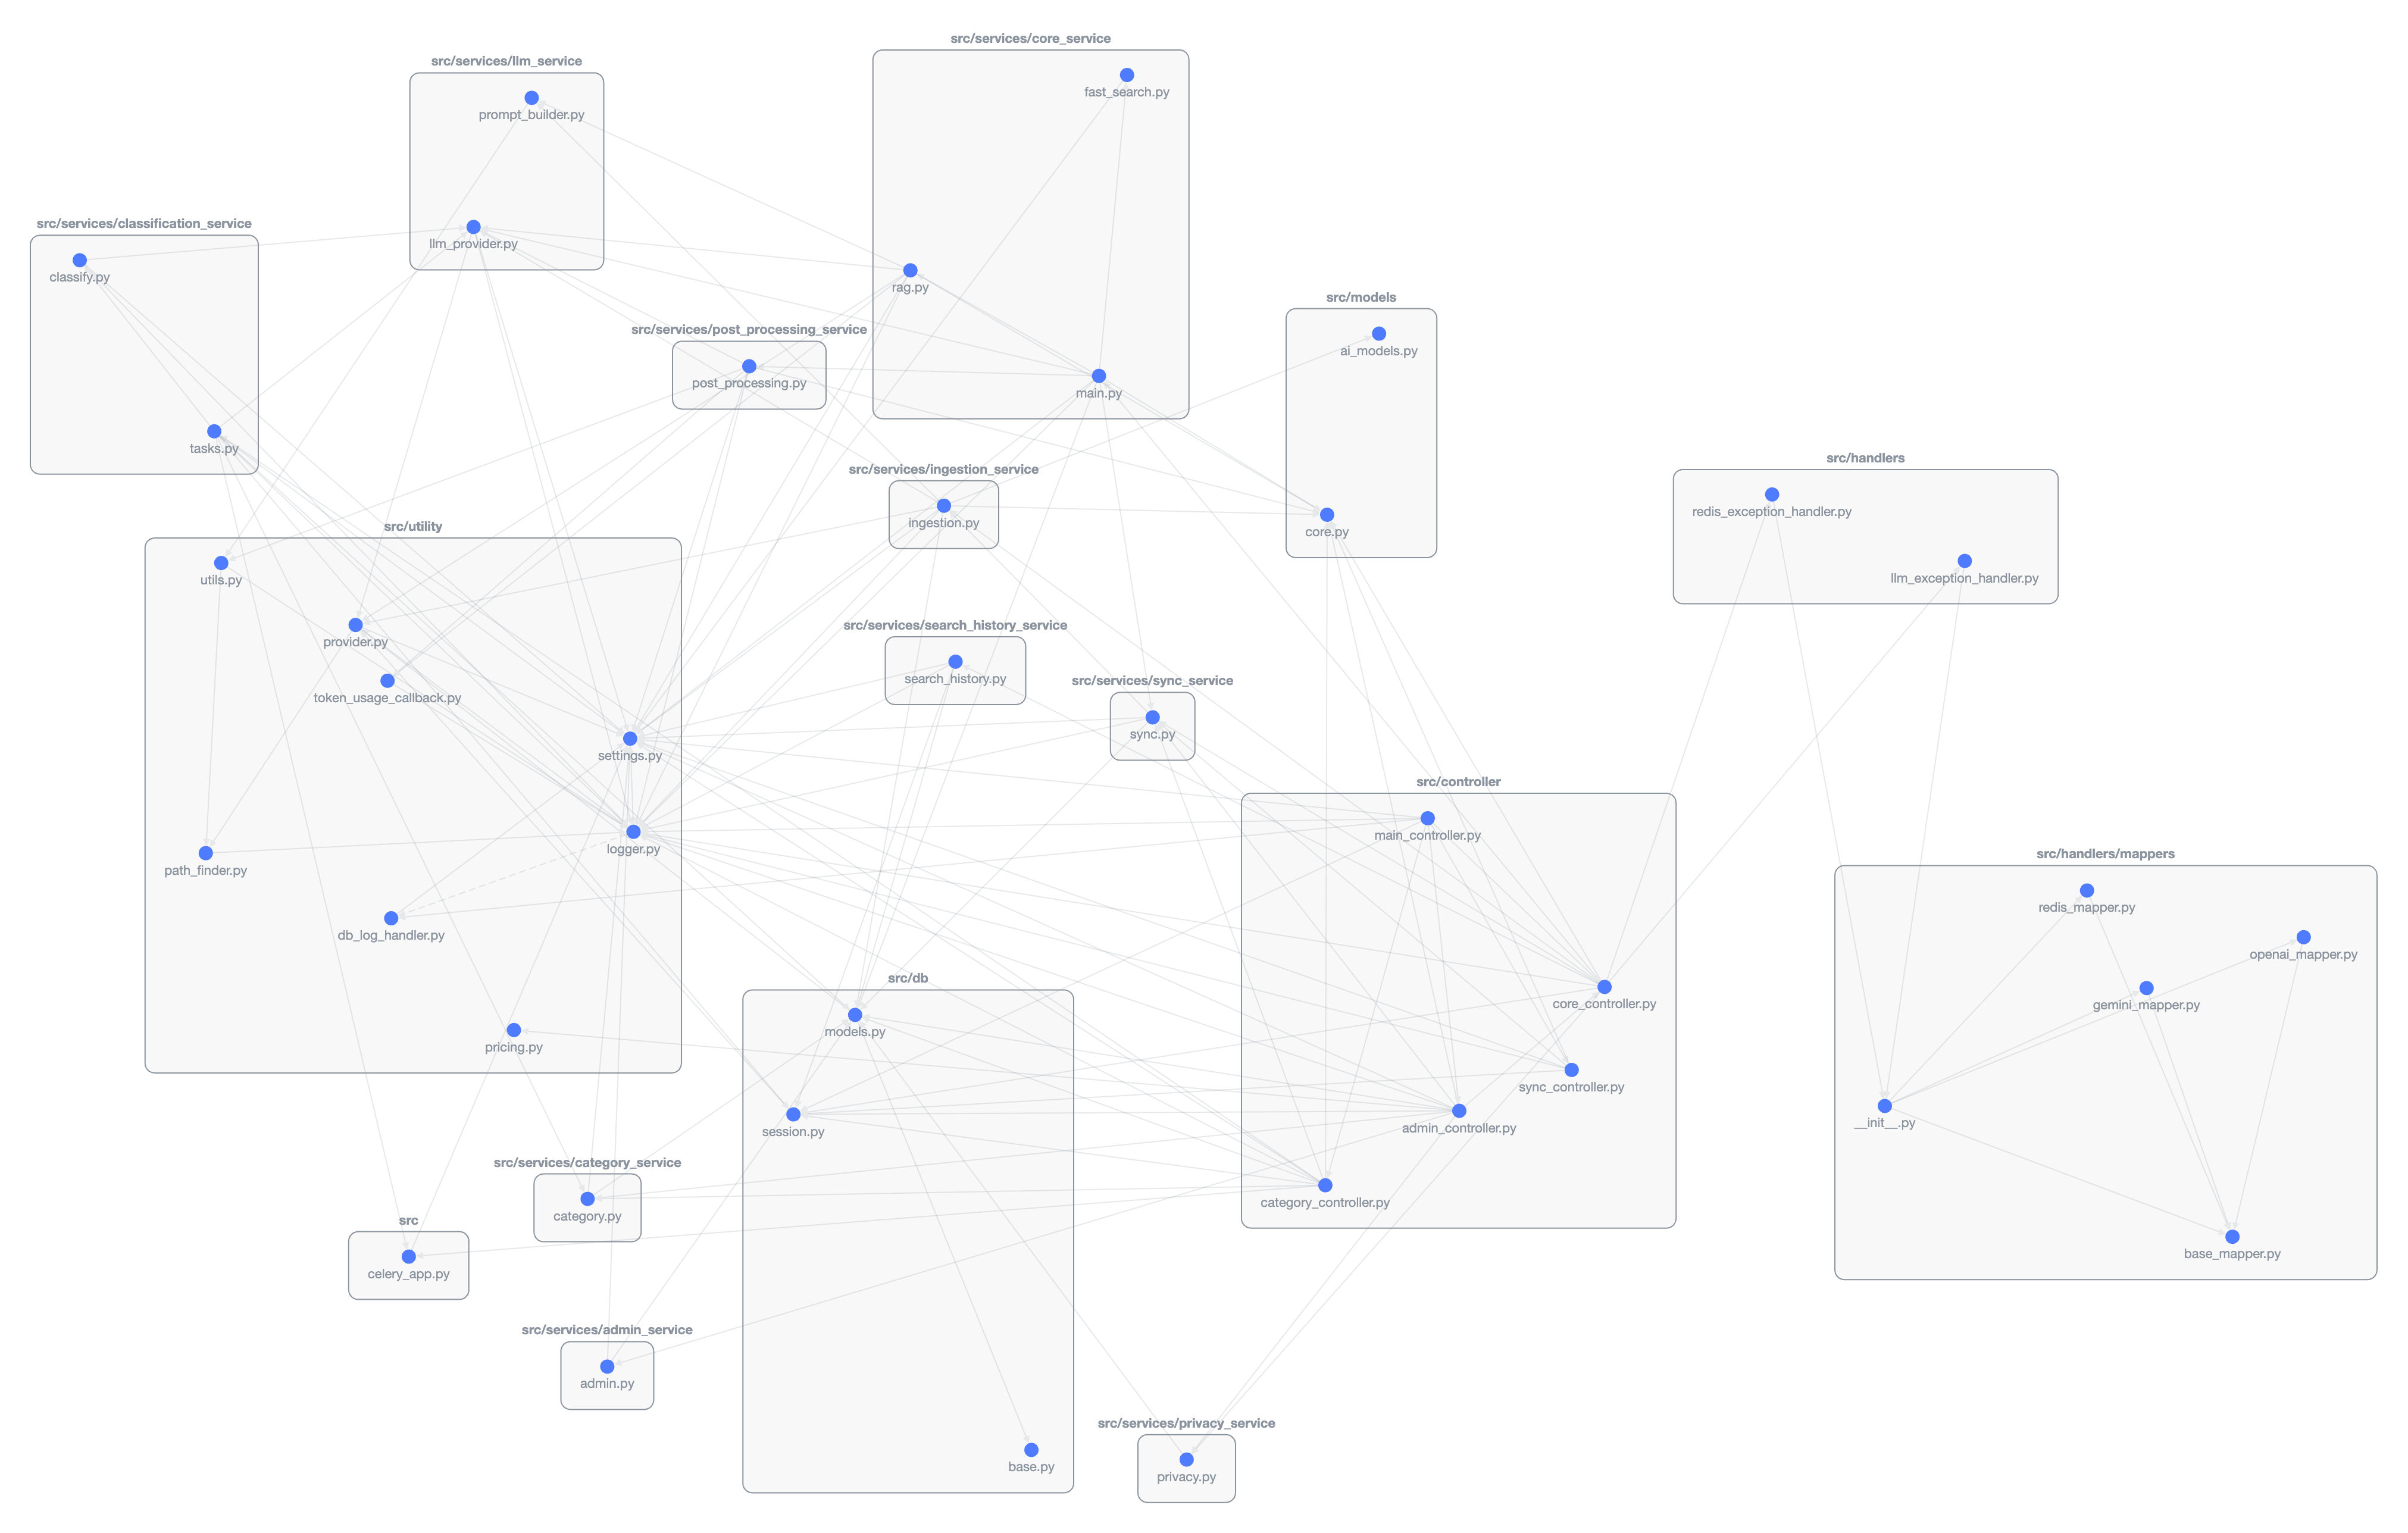 src/services/core_service
fast_search.py
rag.py
main.py
src/services/llm_service
prompt_builder.py
llm_provider.py
src/services/classification_service
classify.py
tasks.py
src/services/post_processing_service
post_processing.py
src/models
ai_models.py
core.py
src/services/ingestion_service
ingestion.py
src/handlers
redis_exception_handler.py
llm_exception_handler.py
src/utility
utils.py
provider.py
token_usage_callback.py
settings.py
logger.py
path_finder.py
db_log_handler.py
pricing.py
src/services/search_history_service
search_history.py
src/services/sync_service
sync.py
src/controller
main_controller.py
core_controller.py
sync_controller.py
admin_controller.py
category_controller.py
src/handlers/mappers
redis_mapper.py
openai_mapper.py
gemini_mapper.py
__init__.py
base_mapper.py
src/db
models.py
session.py
base.py
src/services/category_service
category.py
src
celery_app.py
src/services/admin_service
admin.py
src/services/privacy_service
privacy.py